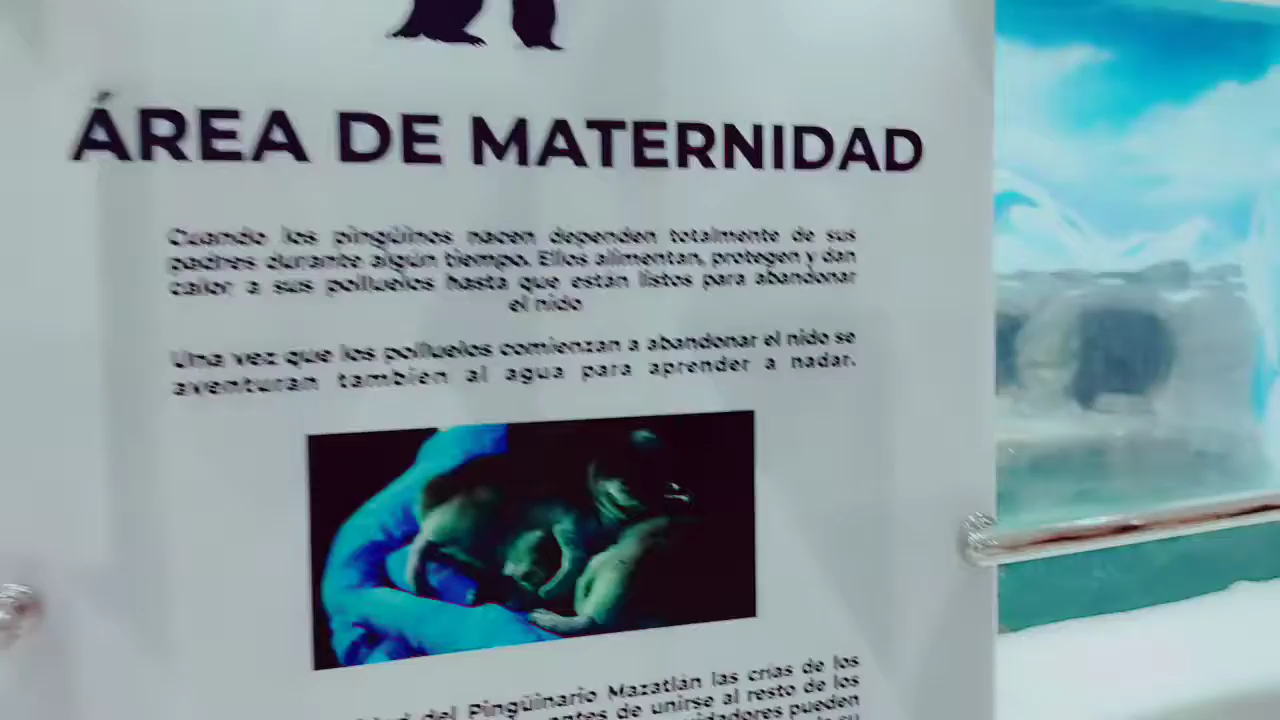 ÁREA DE MATERNIDAD
Cuando los pingüinos nacen dependen totalmente de sus
padres durante algún tiempo. Ellos alimentan, protegen y dan
calor a sus polluelos hasta que están listos para abandonar
el nido
Una vez que los polluelos comienzan a abandonar el nido se
aventuran también al agua para aprender a nadar.
del Pingüinario Mazatlán las crías de los
antes de unirse al resto de los
pueden